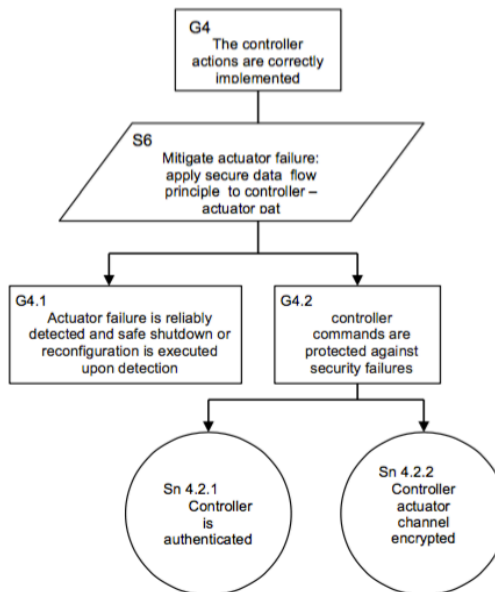 G4
The controller
actions are correctly
implemented
S6
Mitigate actuator failure:
apply secure data flow
principle to controller –
actuator pat
G4.1
Actuator failure is reliably
detected and safe shutdown or
reconfiguration is executed
upon detection
G4.2
controller
commands are
protected against
security failures
Sn 4.2.1
Controller
is
authenticated
Sn 4.2.2
Controller
actuator
channel
encrypted